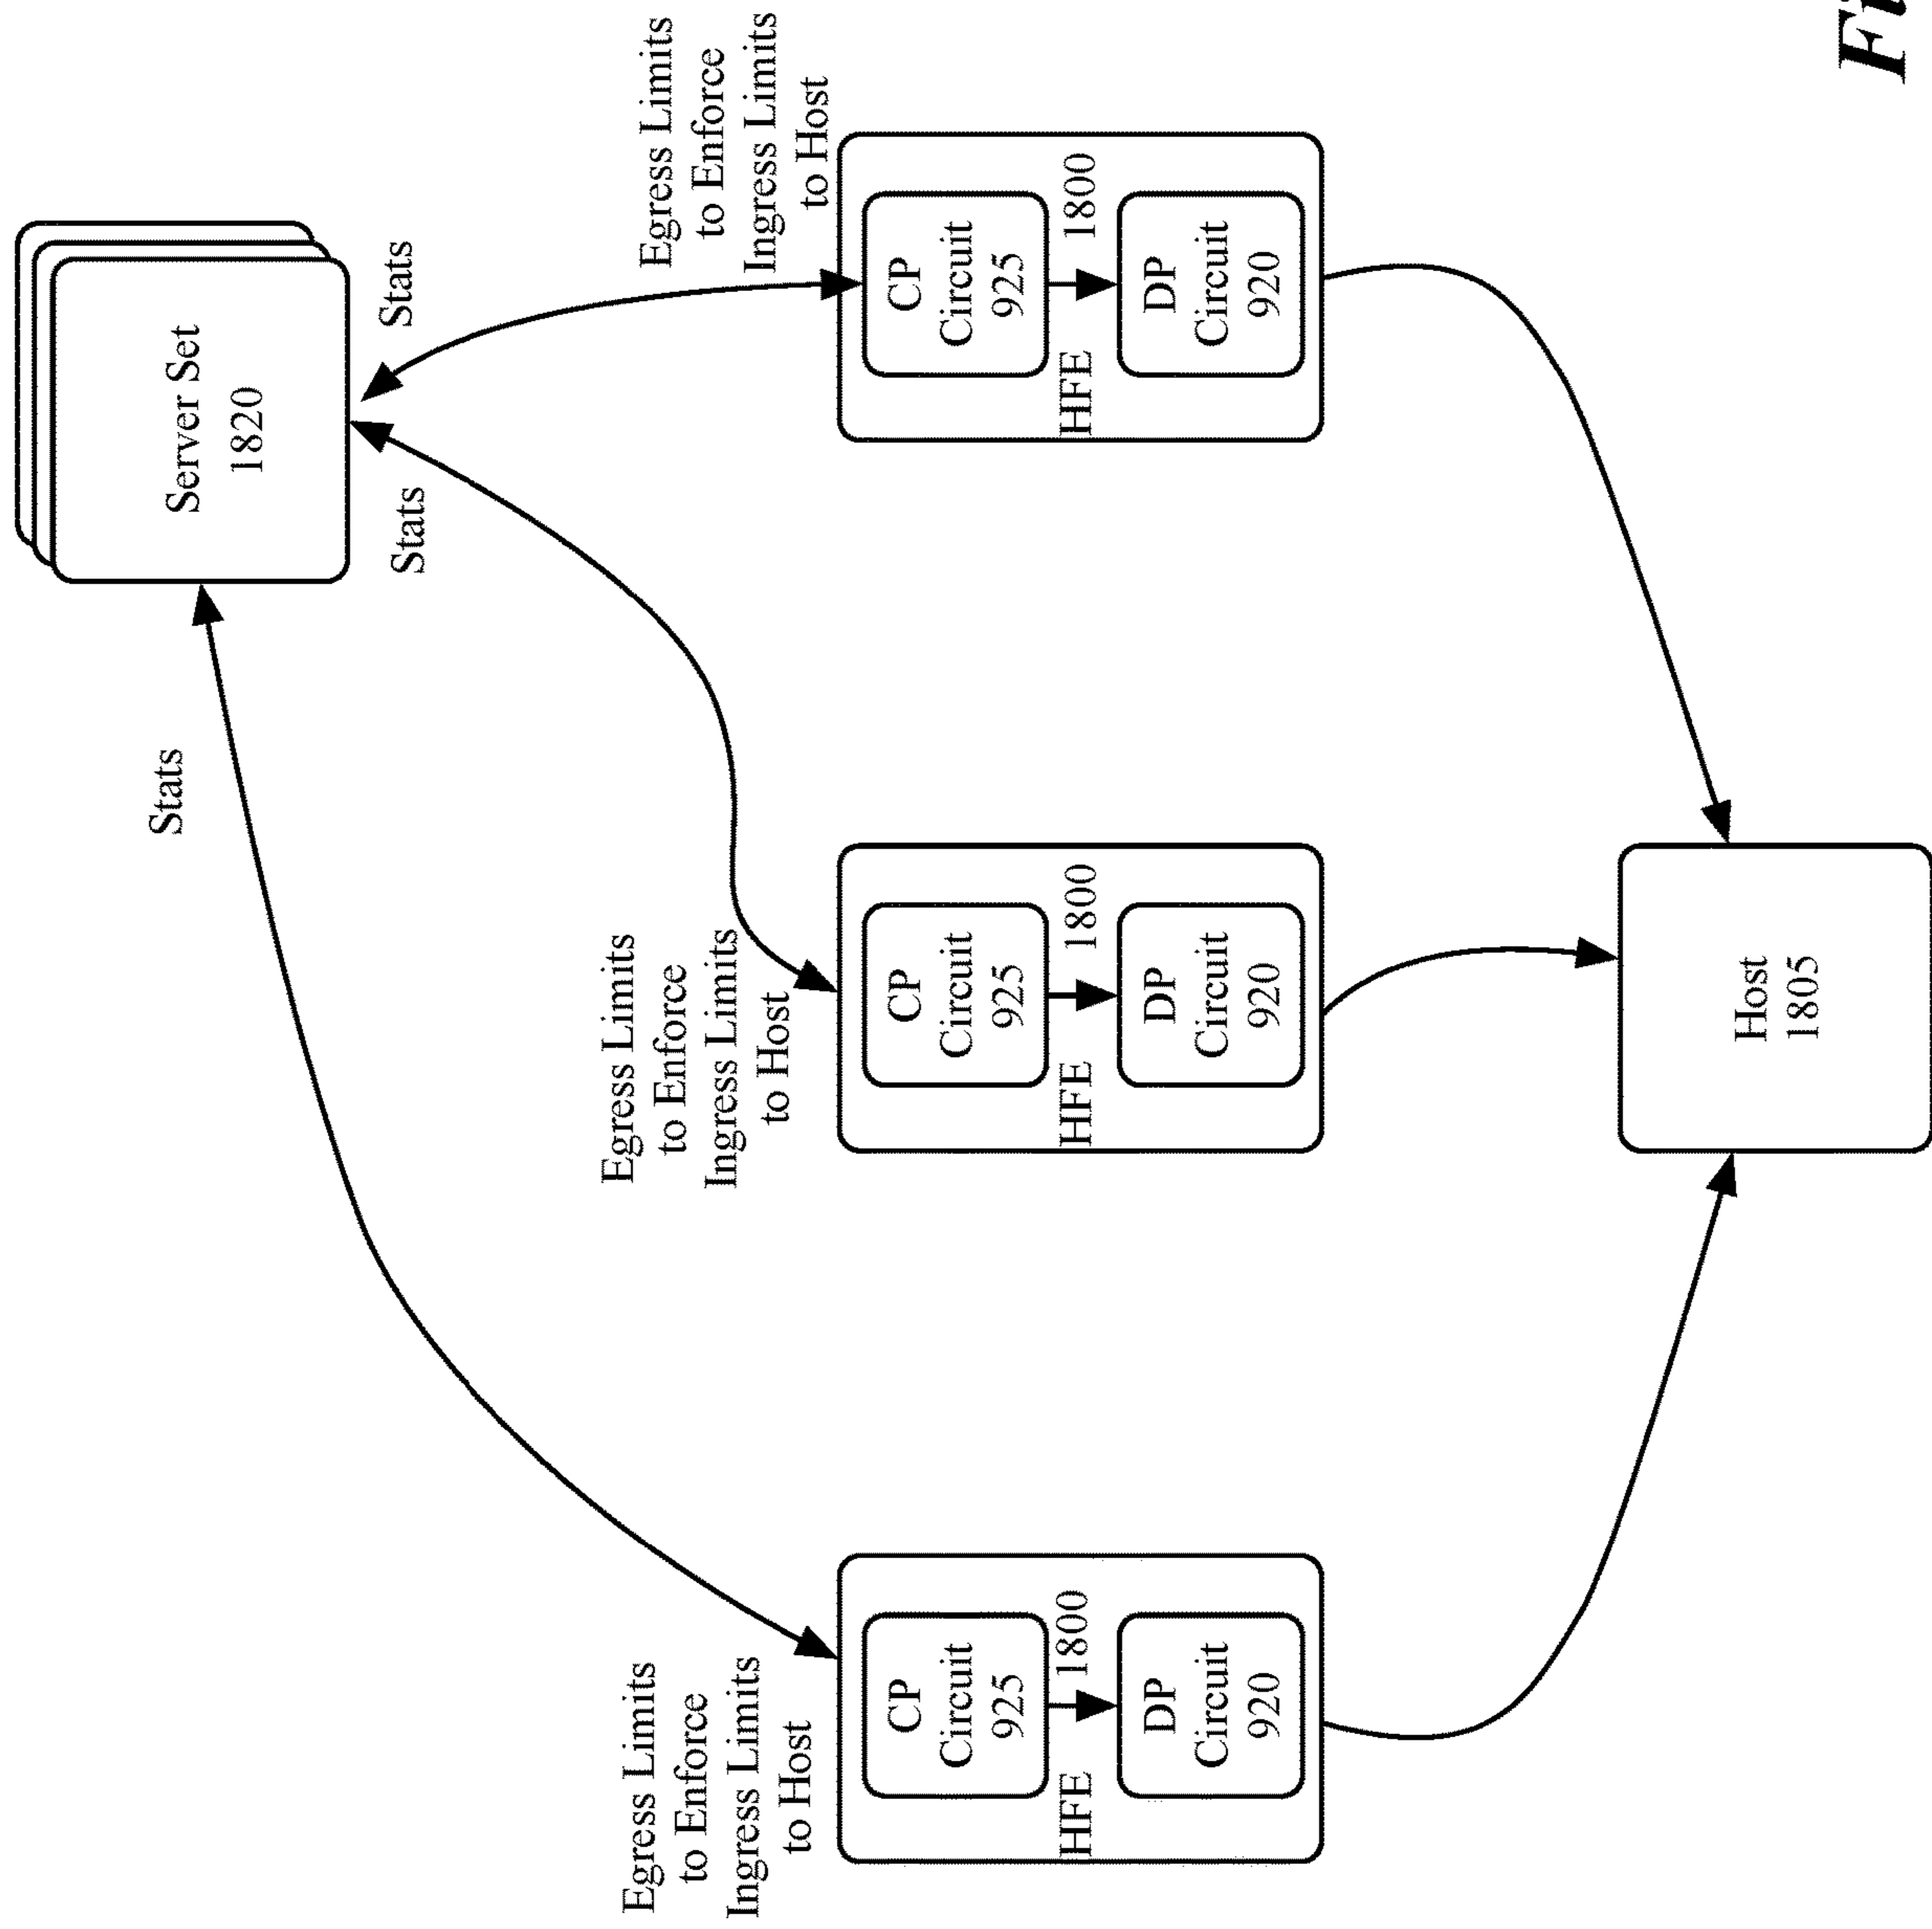 Stats
Server Set
1820
Stats
Stats
Egress Limits
to Enforce
Ingress Limits
to Host
CP
Circuit
925
HFE 1800
DP
Circuit
920
Egress Limits
to Enforce
Ingress Limits
to Host
CP
Circuit
925
HFE 1800
DP
Circuit
920
Egress Limits
to Enforce
Ingress Limits
to Host
CP
Circuit
925
HFE 1800
DP
Circuit
920
Host
1805